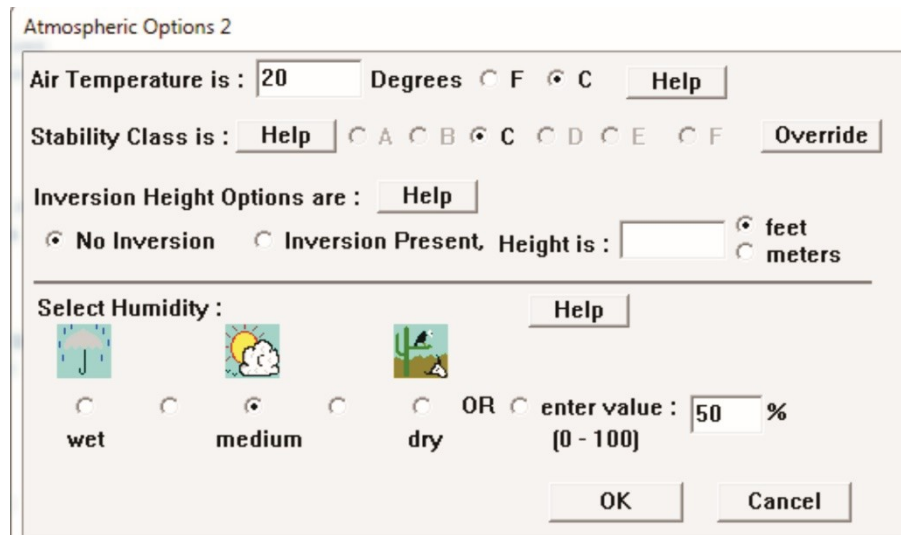 Atmospheric Options 2
Air Temperature is : 20 Degrees F C Help
Stability Class is : Help A B C D E F Override
Inversion Height Options are : Help
No Inversion Inversion Present, Height is : feet
meters
Select Humidity : Help
OR enter value : 50 %
wet medium dry (0 - 100)
OK Cancel